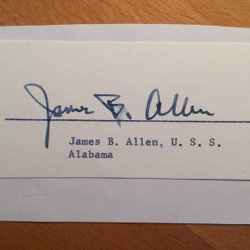 James B. Allen
James B. Allen, U. S. S.
Alabama